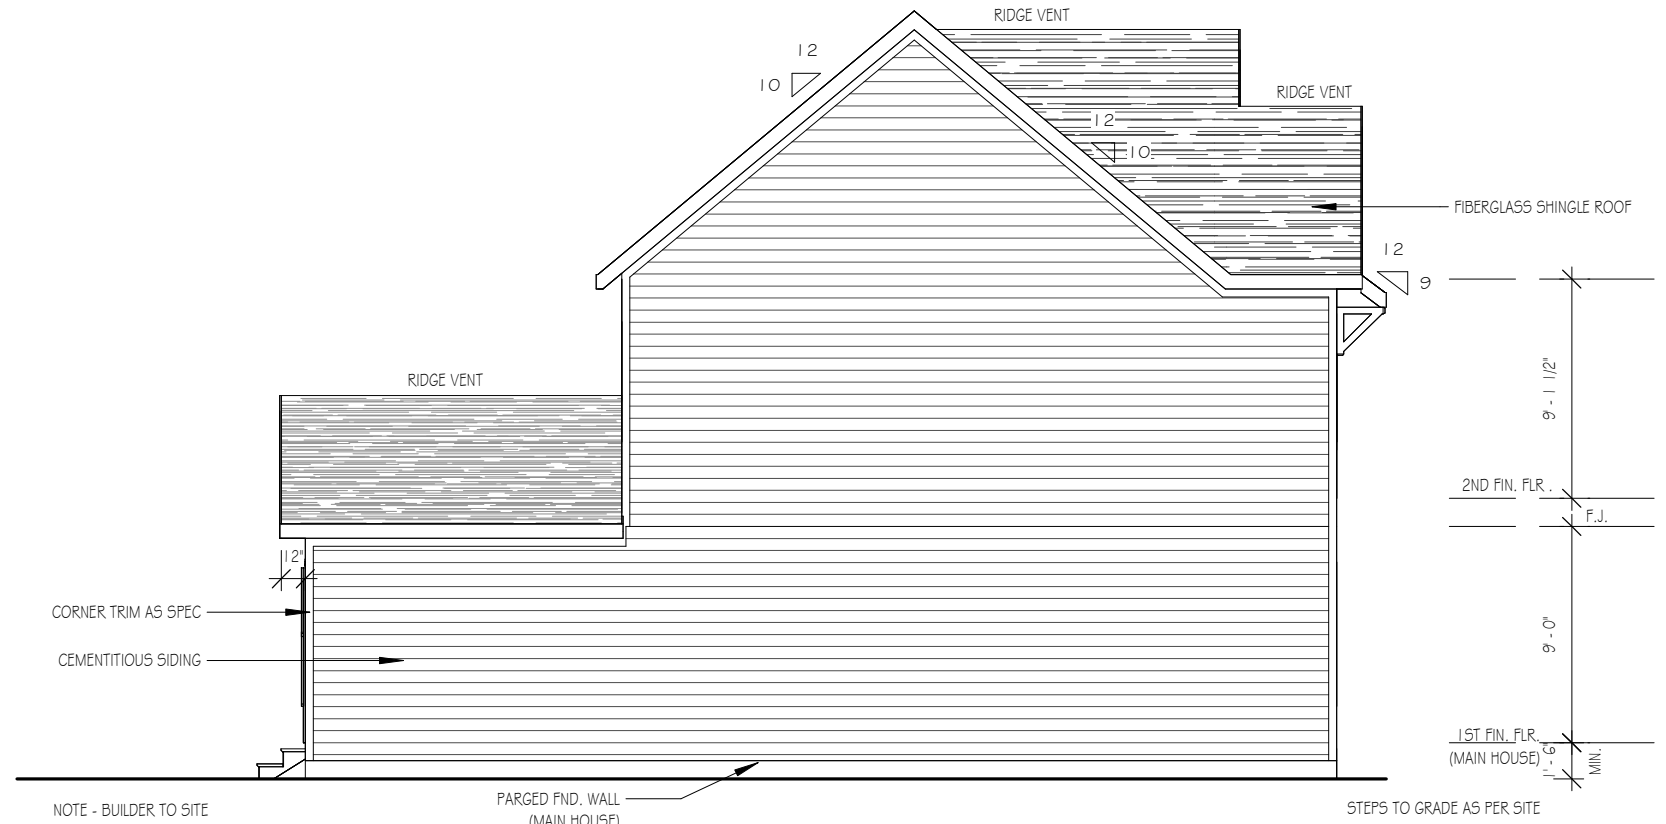 RIDGE VENT
12
10
RIDGE VENT
12
10
FIBERGLASS SHINGLE ROOF
12
9
9' - 1 1/2"
RIDGE VENT
2ND FIN. FLR .
F.J.
12"
CORNER TRIM AS SPEC
9' - 0"
CEMENTITIOUS SIDING
1ST FIN. FLR.
(MAIN HOUSE)
1' - 6"
MIN.
PARGED FND. WALL
(MAIN HOUSE)
NOTE - BUILDER TO SITE
STEPS TO GRADE AS PER SITE